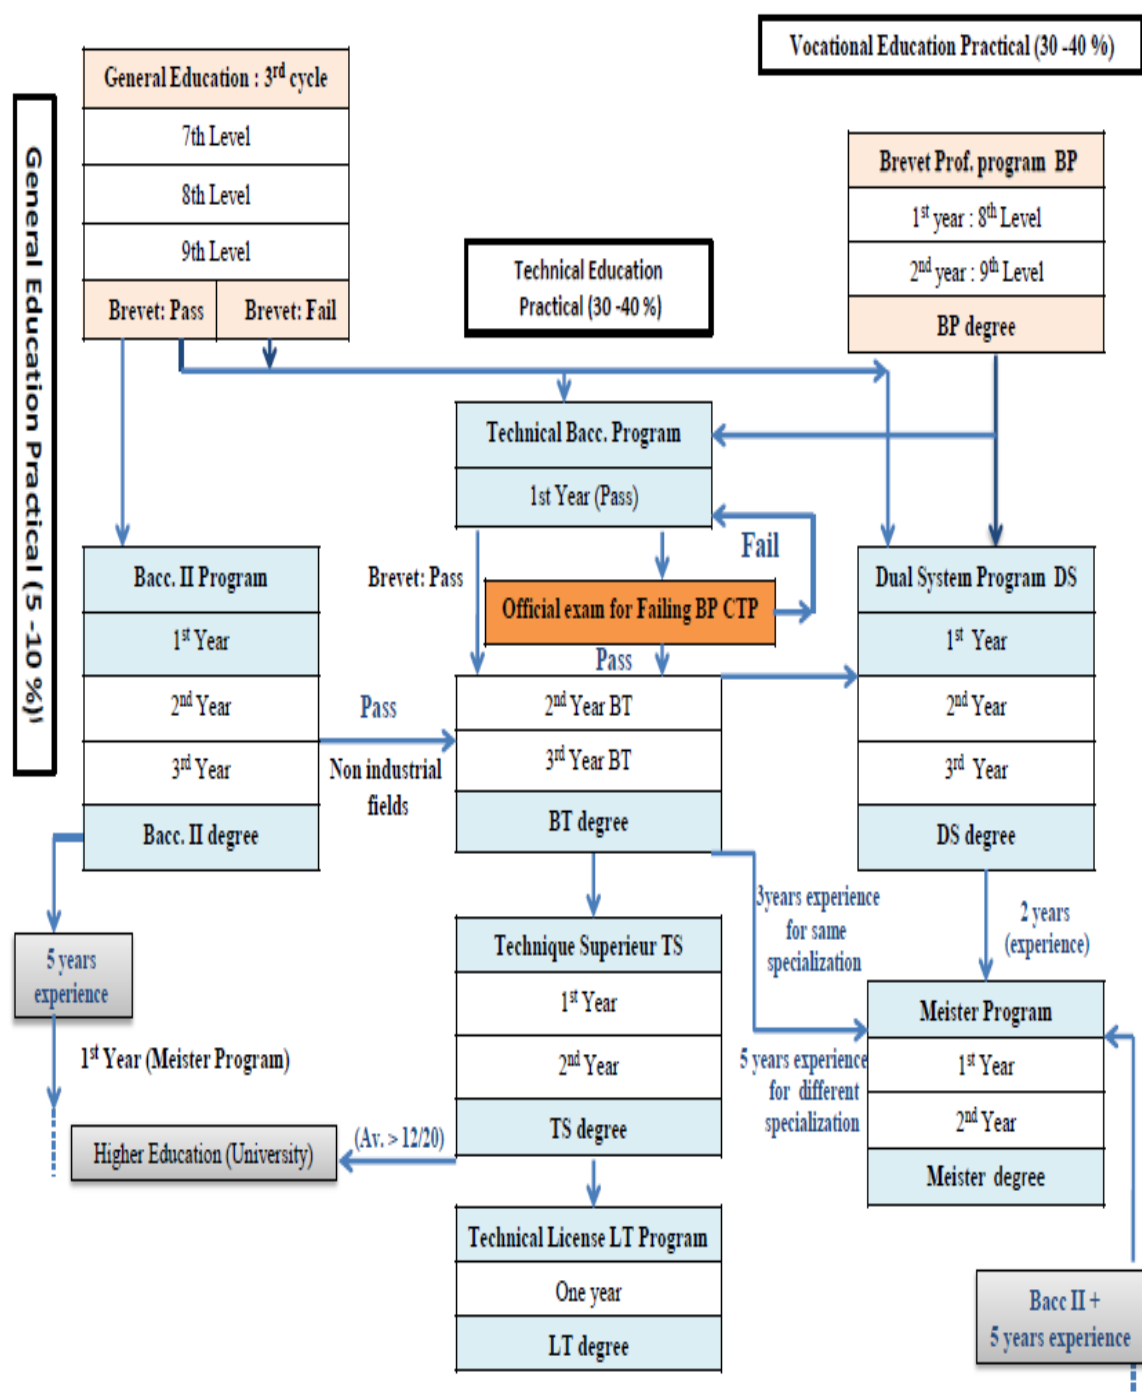 Vocational Education Practical (30 -40 %)
General Education : 3rd cycle
7th Level
8th Level
9th Level
Brevet: Pass
Brevet: Fail
General Education Practical (5 -10 %)¹
Technical Education
Practical (30 -40 %)
Brevet Prof. program BP
1st year : 8th Level
2nd year : 9th Level
BP degree
Technical Bacc. Program
1st Year (Pass)
Fail
Brevet: Pass
Official exam for Failing BP CTP
Pass
Bacc. II Program
1st Year
2nd Year
3rd Year
Bacc. II degree
Pass
Non industrial
fields
2nd Year BT
3rd Year BT
BT degree
Dual System Program DS
1st Year
2nd Year
3rd Year
DS degree
5 years
experience
1st Year (Meister Program)
3years experience
for same
specialization
2 years
(experience)
5 years experience
for different
specialization
Technique Superieur TS
1st Year
2nd Year
TS degree
(Av. > 12/20)
Higher Education (University)
Meister Program
1st Year
2nd Year
Meister degree
Technical License LT Program
One year
LT degree
Bacc II +
5 years experience